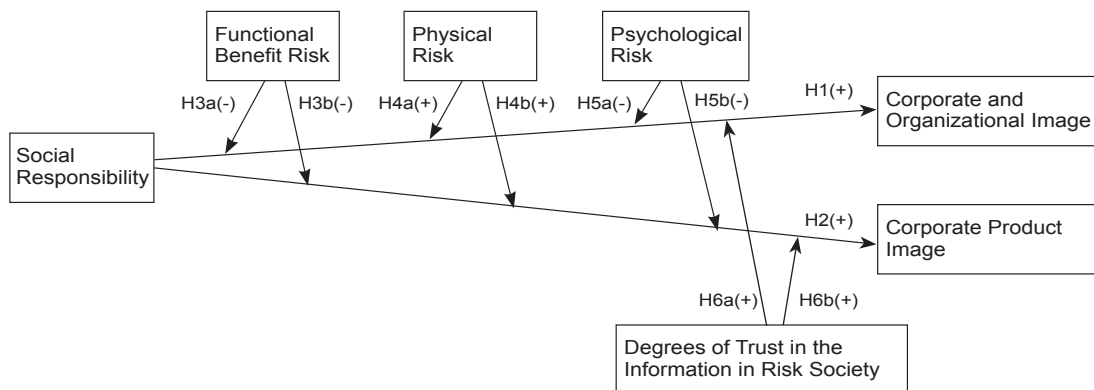 Functional
Benefit Risk
Physical
Risk
Psychological
Risk
H3a(-)
H3b(-)
H4a(+)
H4b(+)
H5a(-)
H5b(-)
H1(+)
Corporate and
Organizational Image
Social
Responsibility
H2(+)
Corporate Product
Image
H6a(+)
H6b(+)
Degrees of Trust in the
Information in Risk Society